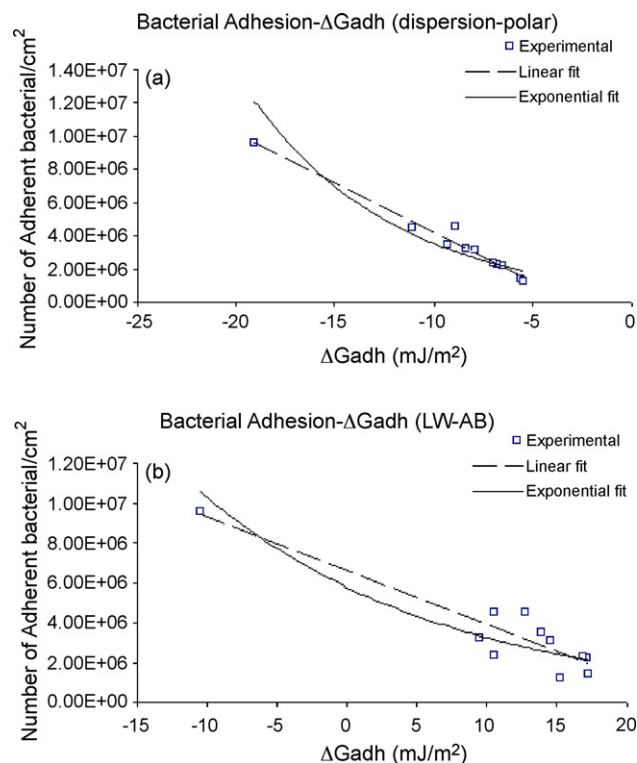 Bacterial Adhesion-ΔGadh (dispersion-polar)
Experimental
Linear fit
Exponential fit
(a)
Number of Adherent bacterial/cm²
1.40E+07
1.20E+07
1.00E+07
8.00E+06
6.00E+06
4.00E+06
2.00E+06
0.00E+00
-25 -20 -15 -10 -5 0
ΔGadh (mJ/m²)
Bacterial Adhesion-ΔGadh (LW-AB)
Experimental
Linear fit
Exponential fit
(b)
Number of Adherent bacterial/cm²
1.20E+07
1.00E+07
8.00E+06
6.00E+06
4.00E+06
2.00E+06
0.00E+00
-15 -10 -5 0 5 10 15 20
ΔGadh (mJ/m²)